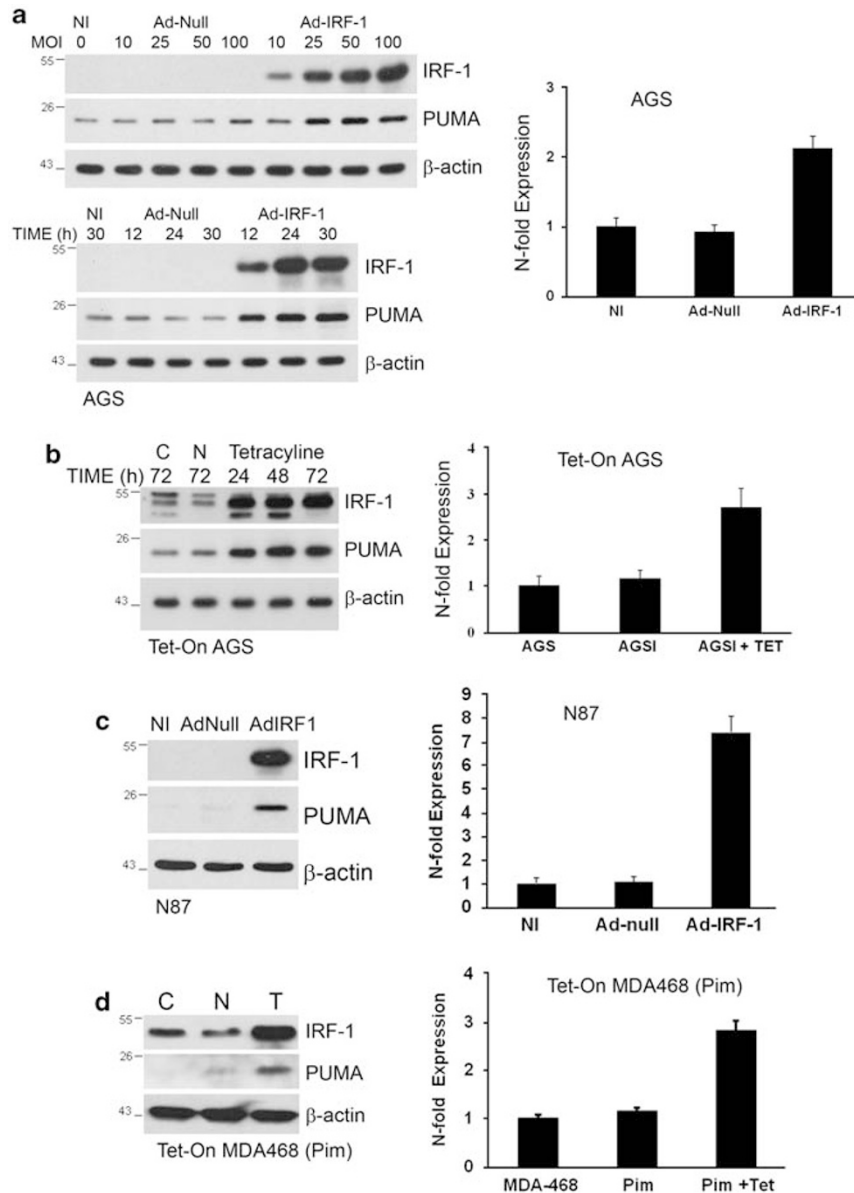 a
NI Ad-Null Ad-IRF-1
MOI 0 10 25 50 100 10 25 50 100
55
IRF-1
26
PUMA
43
β-actin
NI Ad-Null Ad-IRF-1
TIME (h) 30 12 24 30 12 24 30
55
IRF-1
26
PUMA
43
β-actin
AGS
AGS
N-fold Expression
3
2
1
0
NI Ad-Null Ad-IRF-1
b
C N Tetracyline
TIME (h) 72 72 24 48 72
55
IRF-1
26
PUMA
43
β-actin
Tet-On AGS
Tet-On AGS
N-fold Expression
4
3
2
1
0
AGS AGSI AGSI + TET
c
NI AdNull AdIRF1
55
IRF-1
26
PUMA
43
β-actin
N87
N87
N-fold Expression
9
8
7
6
5
4
3
2
1
0
NI Ad-null Ad-IRF-1
d
C N T
55
IRF-1
26
PUMA
43
β-actin
Tet-On MDA468 (Pim)
Tet-On MDA468 (Pim)
N-fold Expression
4
3
2
1
0
MDA-468 Pim Pim +Tet